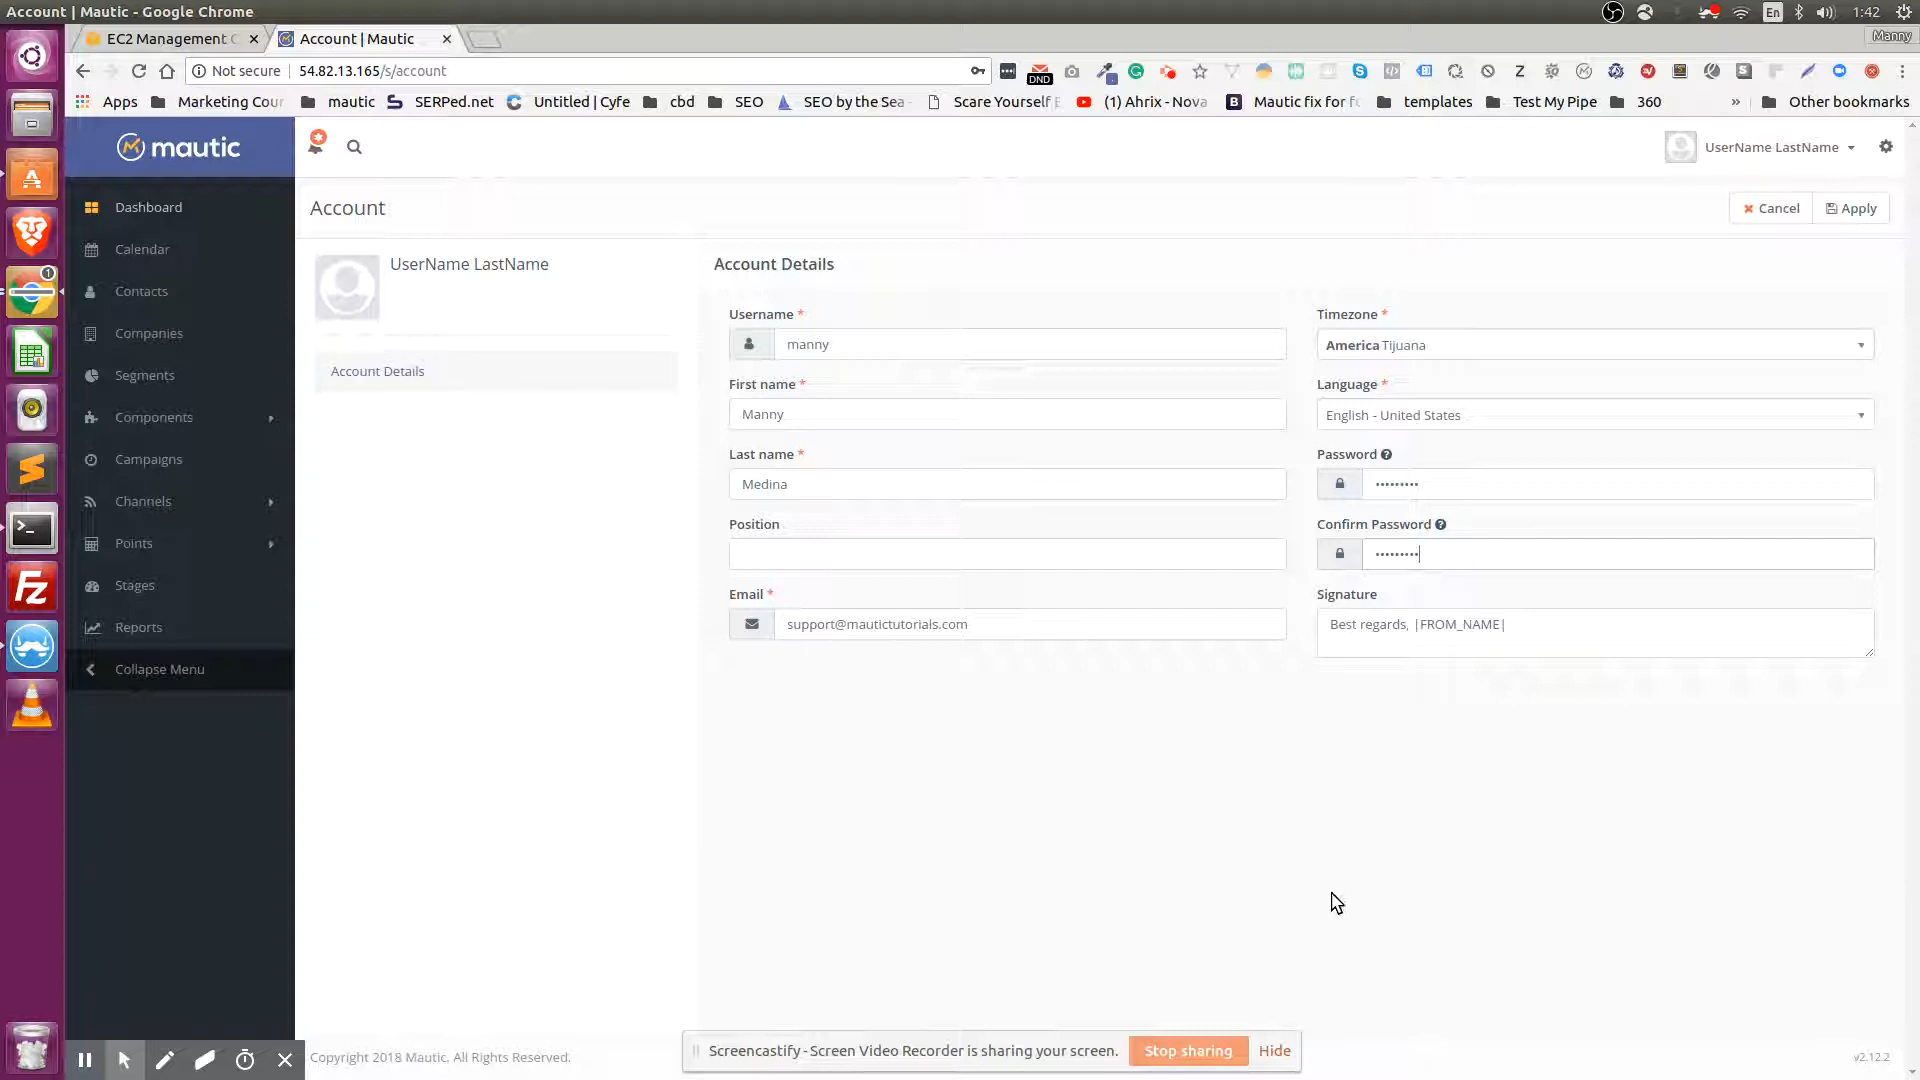 Account | Mautic - Google Chrome
En
1:42
EC2 Management C
Account | Mautic
Manny
Not secure
54.82.13.165/s/account
DND
Apps
Marketing Cour
mautic
SERPed.net
Untitled | Cyfe
cbd
SEO
SEO by the Sea
Scare Yourself E
(1) Ahrix - Nova
Mautic fix for fo
templates
Test My Pipe
360
»
Other bookmarks
mautic
UserName LastName
Dashboard
Calendar
Contacts
Companies
Segments
Components
Campaigns
Channels
Points
Stages
Reports
Collapse Menu
Account
Cancel
Apply
UserName LastName
Account Details
Account Details
Username *
manny
First name *
Manny
Last name *
Medina
Position
Email *
support@mautictutorials.com
Timezone *
America Tijuana
Language *
English - United States
Password
•••••••••
Confirm Password
•••••••••
Signature
Best regards, |FROM_NAME|
Copyright 2018 Mautic. All Rights Reserved.
Screencastify - Screen Video Recorder is sharing your screen.
Stop sharing
Hide
v2.12.2